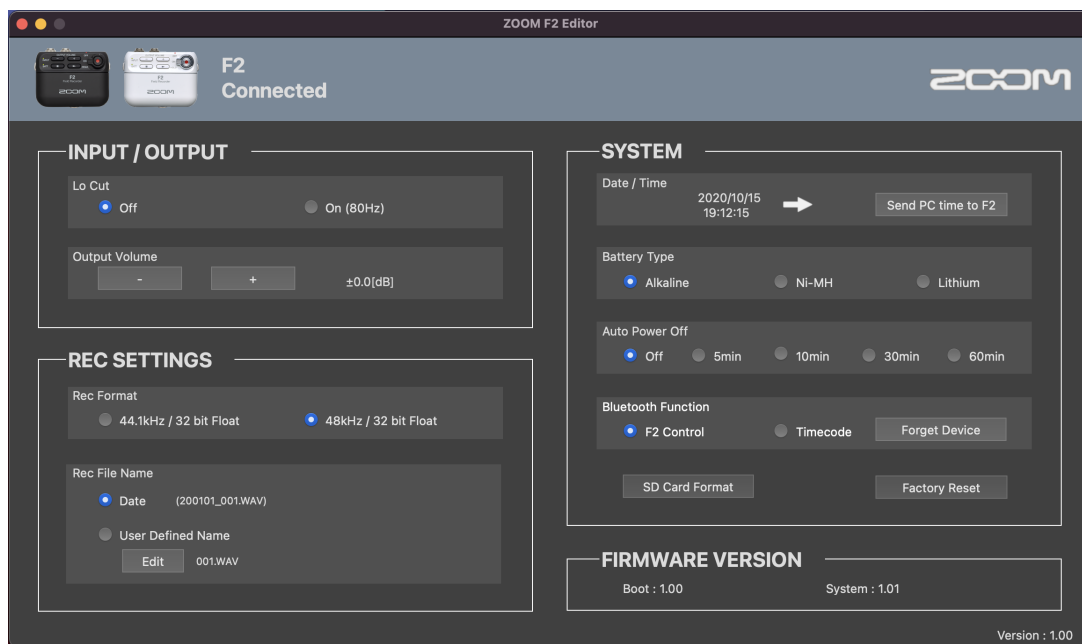 ZOOM F2 Editor
F2
Connected
ZOOM
F2
ZOOM
F2
ZOOM
INPUT / OUTPUT
Lo Cut
Off On (80Hz)
Output Volume
- + ±0.0[dB]
REC SETTINGS
Rec Format
44.1kHz / 32 bit Float 48kHz / 32 bit Float
Rec File Name
Date (200101_001.WAV)
User Defined Name
Edit 001.WAV
SYSTEM
Date / Time
2020/10/15
19:12:15
Send PC time to F2
Battery Type
Alkaline Ni-MH Lithium
Auto Power Off
Off 5min 10min 30min 60min
Bluetooth Function
F2 Control Timecode Forget Device
SD Card Format Factory Reset
FIRMWARE VERSION
Boot : 1.00 System : 1.01
Version : 1.00